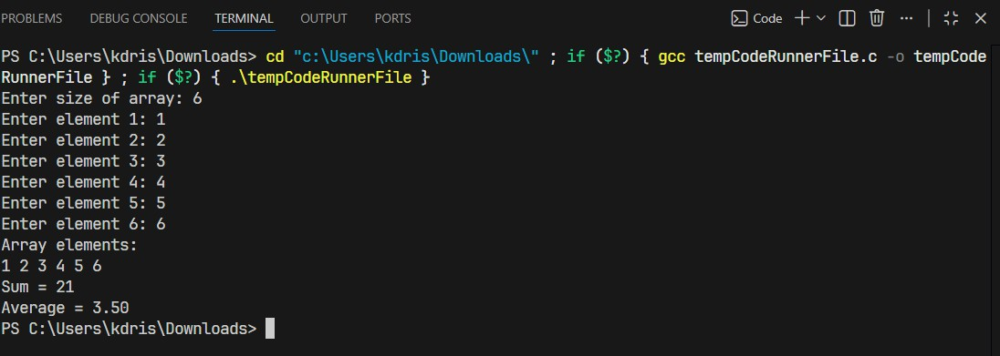 PROBLEMS DEBUG CONSOLE TERMINAL OUTPUT PORTS Code
PS C:\Users\kdris\Downloads> cd "c:\Users\kdris\Downloads\" ; if ($?) { gcc tempCodeRunnerFile.c -o tempCode
RunnerFile } ; if ($?) { .\tempCodeRunnerFile }
Enter size of array: 6
Enter element 1: 1
Enter element 2: 2
Enter element 3: 3
Enter element 4: 4
Enter element 5: 5
Enter element 6: 6
Array elements:
1 2 3 4 5 6
Sum = 21
Average = 3.50
PS C:\Users\kdris\Downloads>